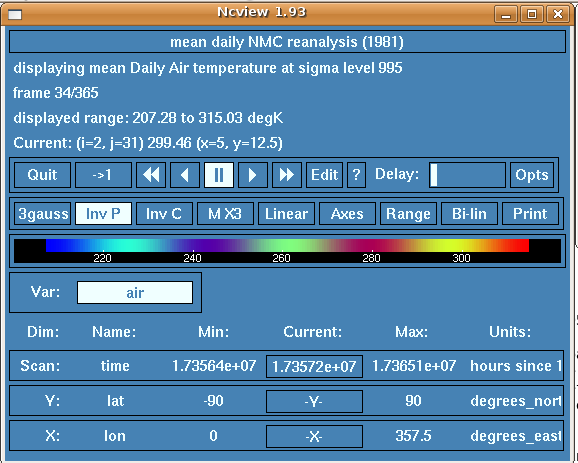 Ncview 1.93
mean daily NMC reanalysis (1981)
displaying mean Daily Air temperature at sigma level 995
frame 34/365
displayed range: 207.28 to 315.03 degK
Current: (i=2, j=31) 299.46 (x=5, y=12.5)
Quit ->1 Edit ? Delay: Opts
3gauss Inv P Inv C M X3 Linear Axes Range Bi-lin Print
220 240 260 280 300
Var: air
Dim: Name: Min: Current: Max: Units:
Scan: time 1.73564e+07 1.73572e+07 1.73651e+07 hours since 1
Y: lat -90 -Y- 90 degrees_nort
X: lon 0 -X- 357.5 degrees_east